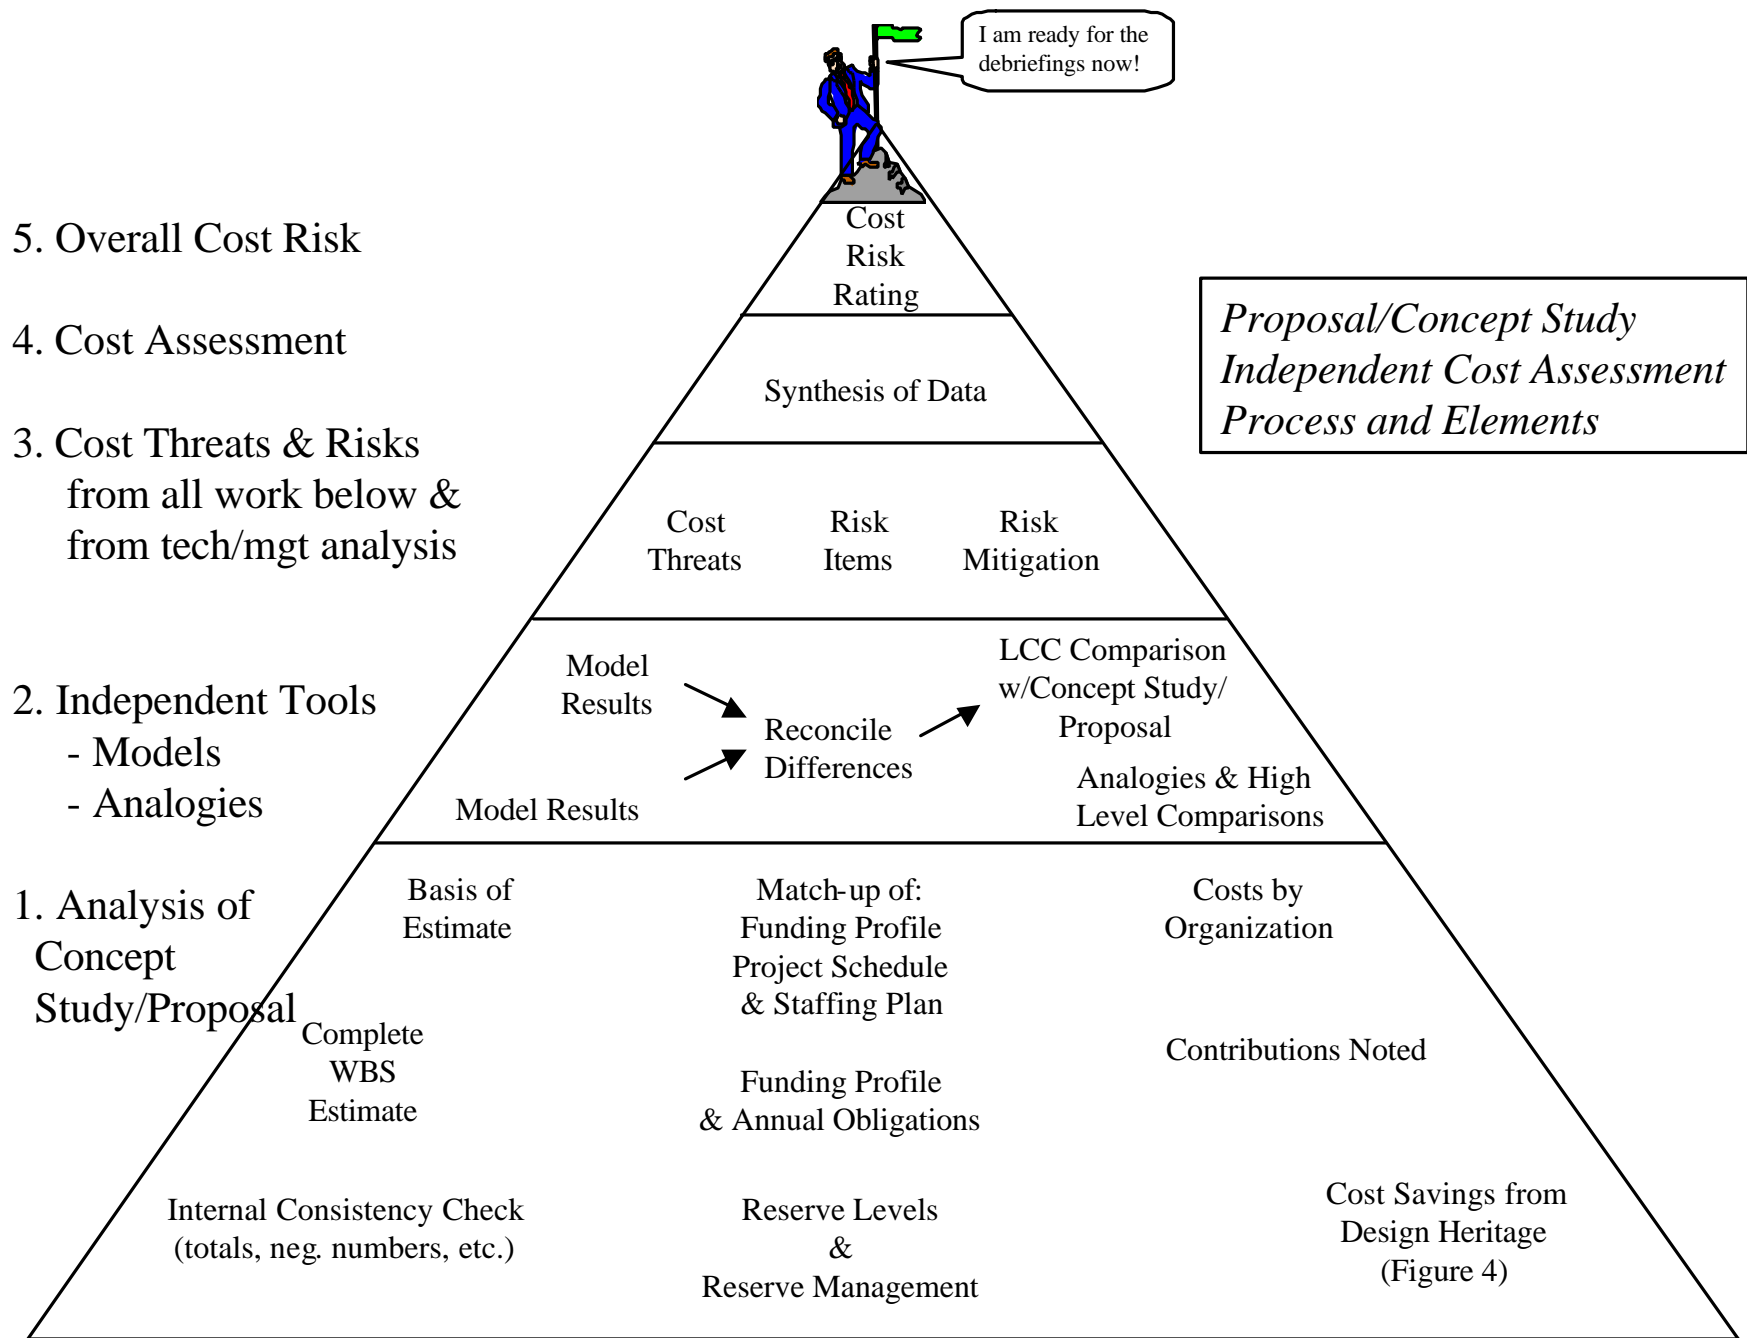 I am ready for the
debriefings now!
5. Overall Cost Risk
4. Cost Assessment
3. Cost Threats & Risks
from all work below &
from tech/mgt analysis
2. Independent Tools
- Models
- Analogies
1. Analysis of
Concept
Study/Proposal
Proposal/Concept Study
Independent Cost Assessment
Process and Elements
Cost
Risk
Rating
Synthesis of Data
Cost
Threats
Risk
Items
Risk
Mitigation
Model
Results
Model Results
Reconcile
Differences
LCC Comparison
w/Concept Study/
Proposal
Analogies & High
Level Comparisons
Basis of
Estimate
Match-up of:
Funding Profile
Project Schedule
& Staffing Plan
Costs by
Organization
Complete
WBS
Estimate
Funding Profile
& Annual Obligations
Contributions Noted
Internal Consistency Check
(totals, neg. numbers, etc.)
Reserve Levels
&
Reserve Management
Cost Savings from
Design Heritage
(Figure 4)